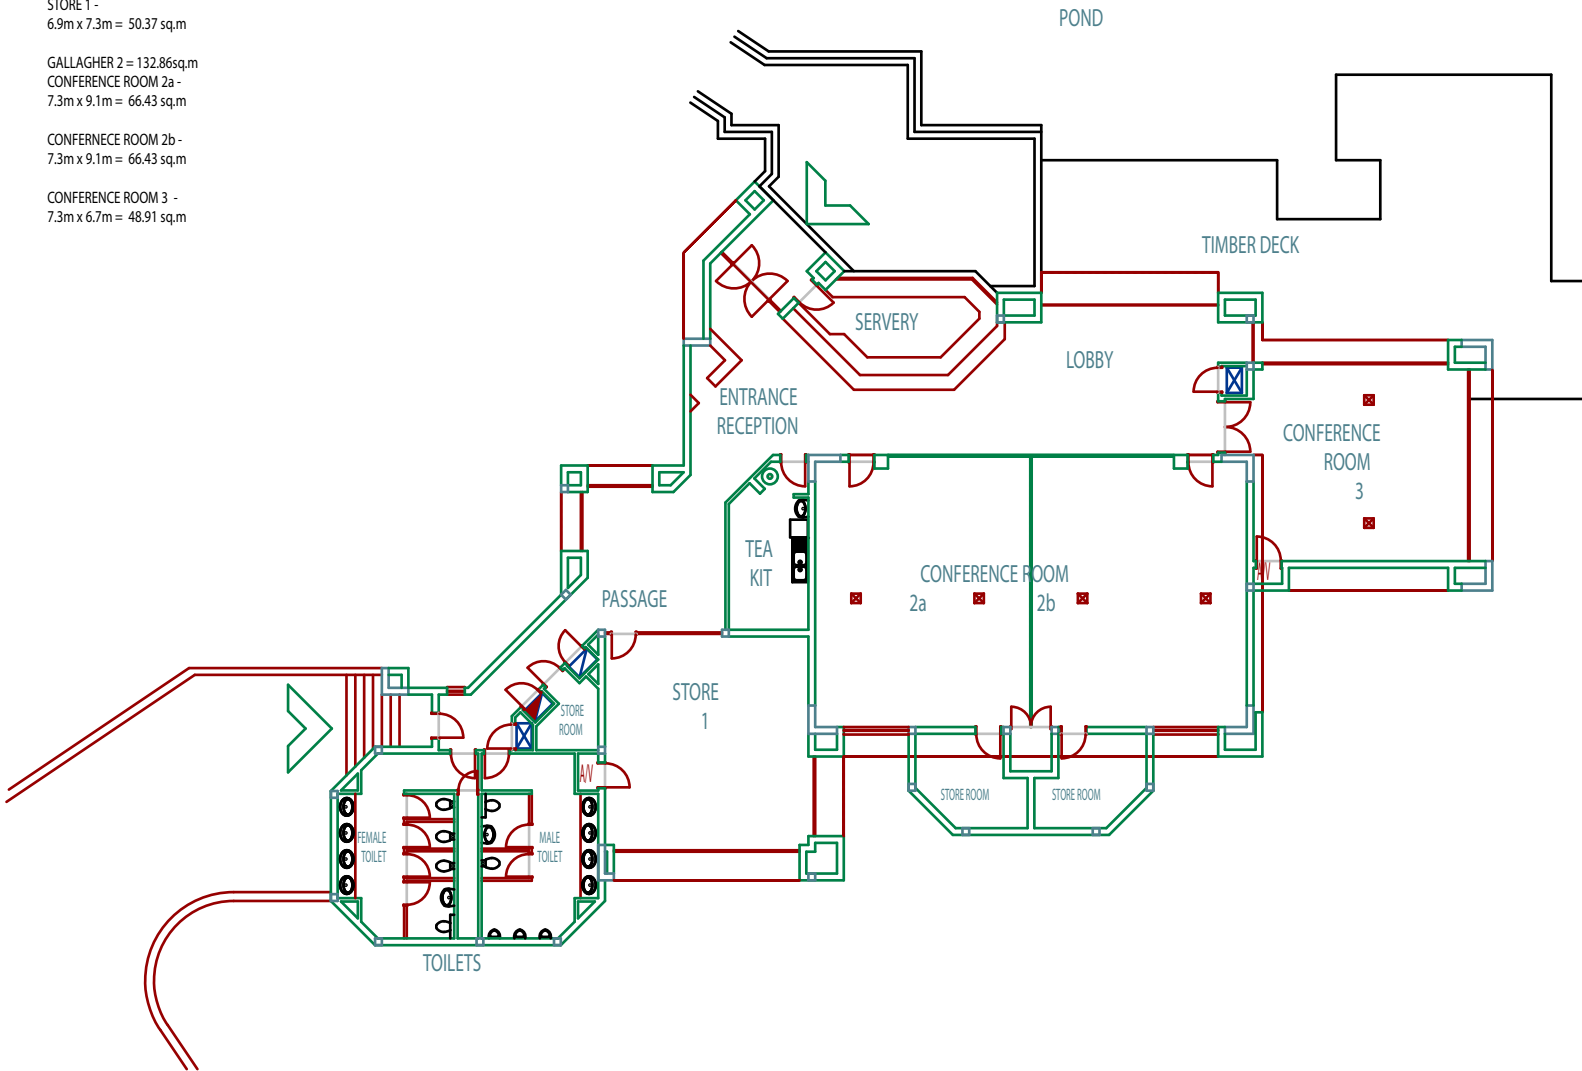 STORE 1 -
6.9m x 7.3m = 50.37 sq.m
GALLAGHER 2 = 132.86sq.m
CONFERENCE ROOM 2a -
7.3m x 9.1m = 66.43 sq.m
CONFERNECE ROOM 2b -
7.3m x 9.1m = 66.43 sq.m
CONFERENCE ROOM 3 -
7.3m x 6.7m = 48.91 sq.m
POND
TIMBER DECK
SERVERY
LOBBY
ENTRANCE
RECEPTION
CONFERENCE
ROOM
3
TEA
KIT
CONFERENCE ROOM
2a
2b
A/V
PASSAGE
STORE
1
STORE
ROOM
A/V
STORE ROOM
STORE ROOM
FEMALE
TOILET
MALE
TOILET
TOILETS